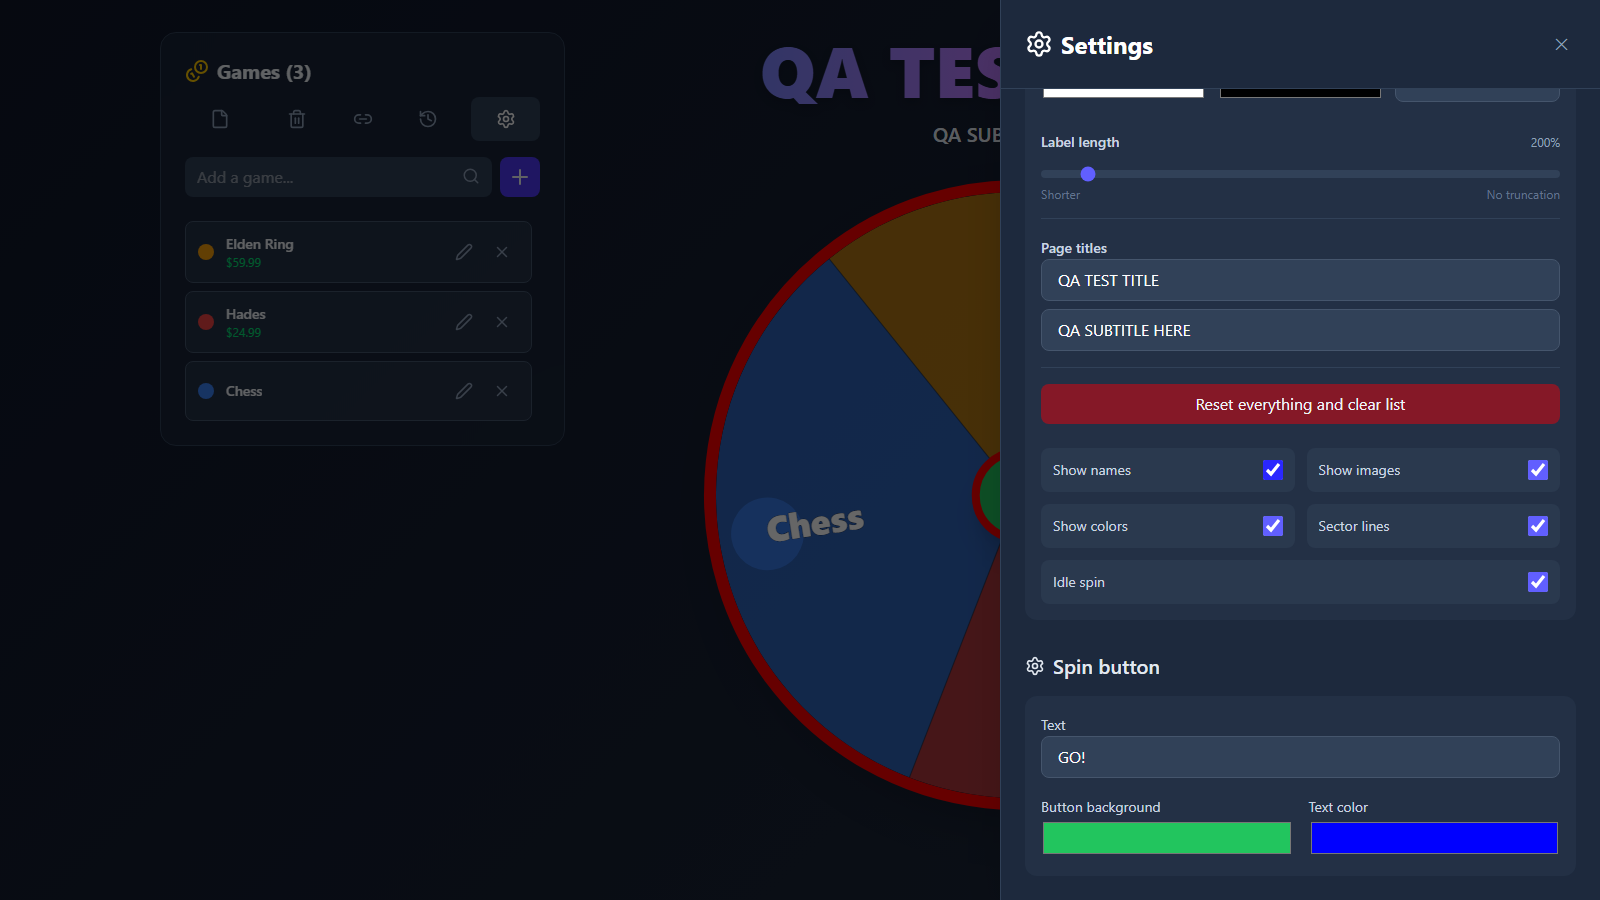 Games (3)
Add a game...
Elden Ring
$59.99
Hades
$24.99
Chess
QA TES
QA SUB
Chess
Settings
Label length
200%
Shorter
No truncation
Page titles
QA TEST TITLE
QA SUBTITLE HERE
Reset everything and clear list
Show names
Show images
Show colors
Sector lines
Idle spin
Spin button
Text
GO!
Button background
Text color